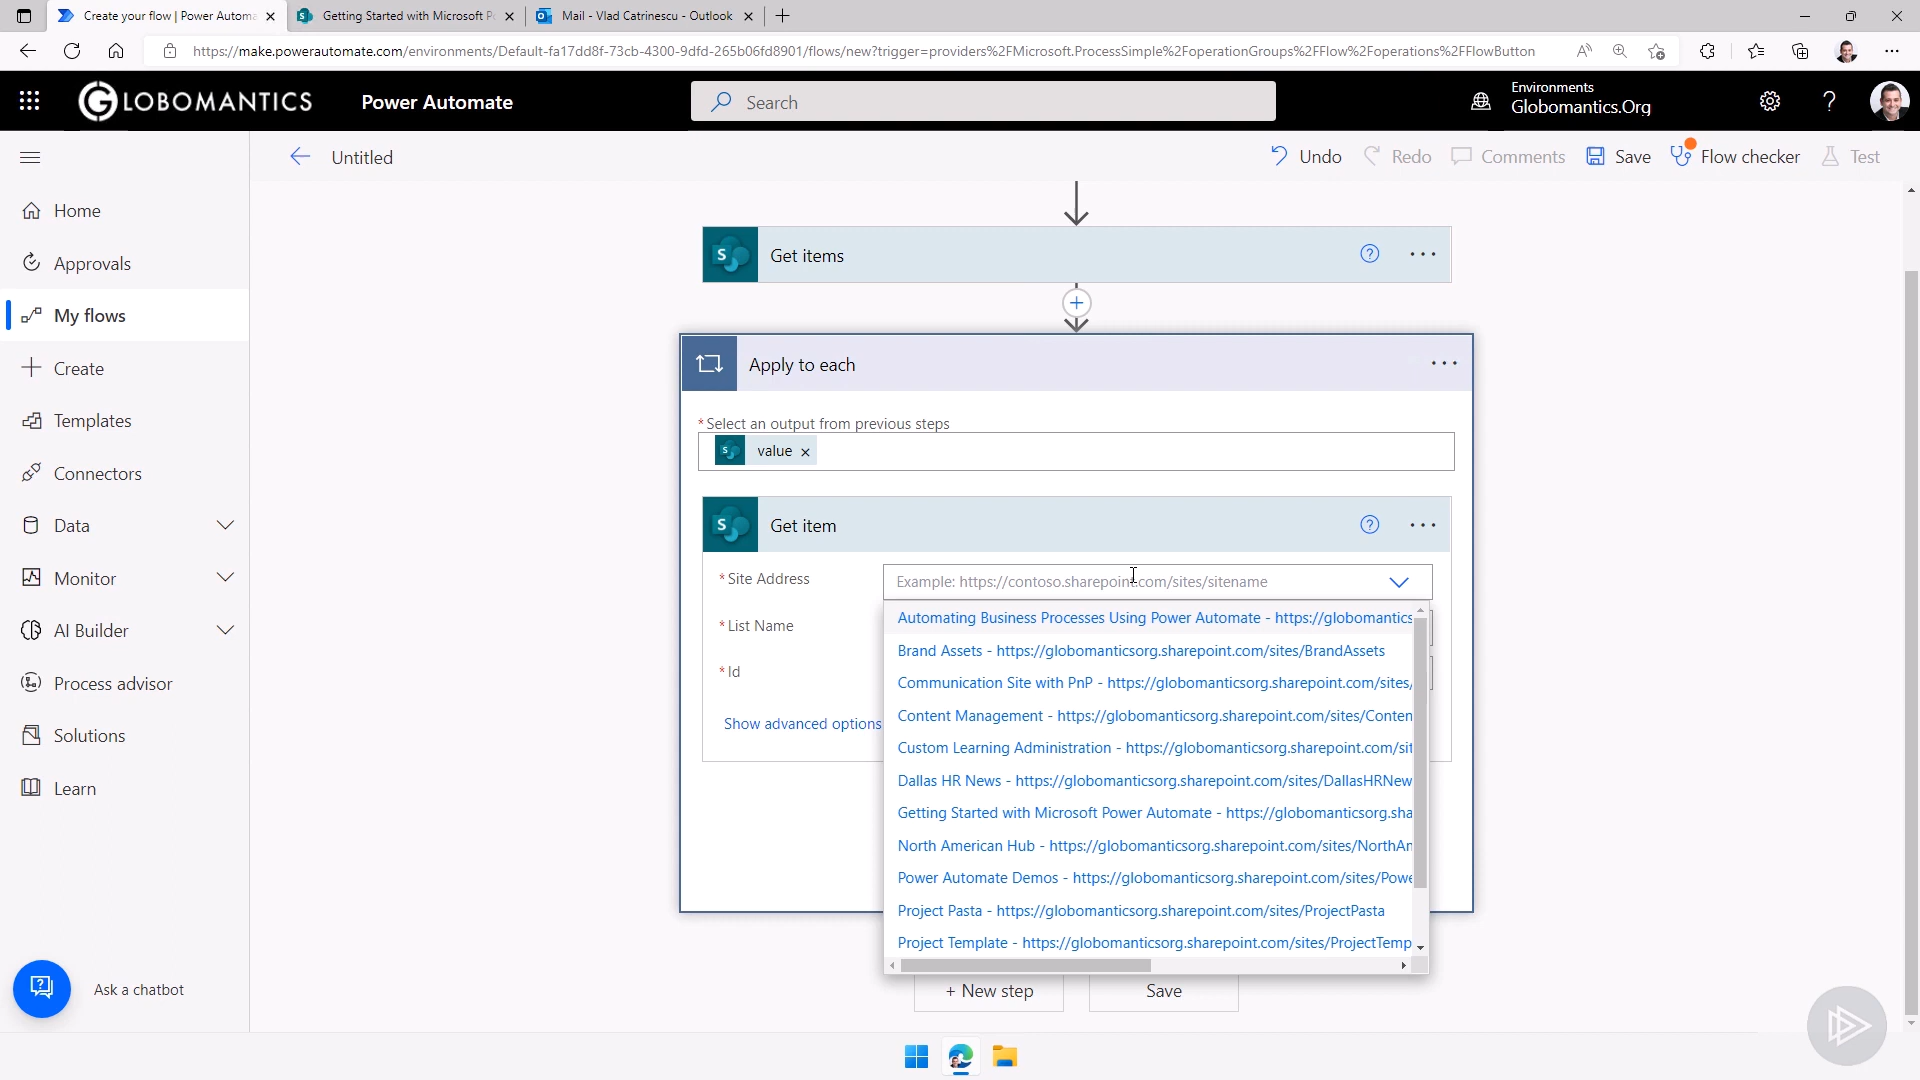 Create your flow | Power Automa
Getting Started with Microsoft P
Mail - Vlad Catrinescu - Outlook
https://make.powerautomate.com/environments/Default-fa17dd8f-73cb-4300-9dfd-265b06fd8901/flows/new?trigger=providers%2FMicrosoft.ProcessSimple%2FoperationGroups%2FFlow%2Foperations%2FFlowButton
GLOBOMANTICS
Power Automate
Search
Environments
Globomantics.Org
Untitled
Undo
Redo
Comments
Save
Flow checker
Test
Home
Approvals
My flows
Create
Templates
Connectors
Data
Monitor
AI Builder
Process advisor
Solutions
Learn
Ask a chatbot
Get items
Apply to each
* Select an output from previous steps
value
Get item
* Site Address
Example: https://contoso.sharepoint.com/sites/sitename
* List Name
* Id
Show advanced options
Automating Business Processes Using Power Automate - https://globomantics
Brand Assets - https://globomanticsorg.sharepoint.com/sites/BrandAssets
Communication Site with PnP - https://globomanticsorg.sharepoint.com/sites/
Content Management - https://globomanticsorg.sharepoint.com/sites/Conten
Custom Learning Administration - https://globomanticsorg.sharepoint.com/sit
Dallas HR News - https://globomanticsorg.sharepoint.com/sites/DallasHRNew
Getting Started with Microsoft Power Automate - https://globomanticsorg.sha
North American Hub - https://globomanticsorg.sharepoint.com/sites/NorthAm
Power Automate Demos - https://globomanticsorg.sharepoint.com/sites/Powe
Project Pasta - https://globomanticsorg.sharepoint.com/sites/ProjectPasta
Project Template - https://globomanticsorg.sharepoint.com/sites/ProjectTemp
+ New step
Save